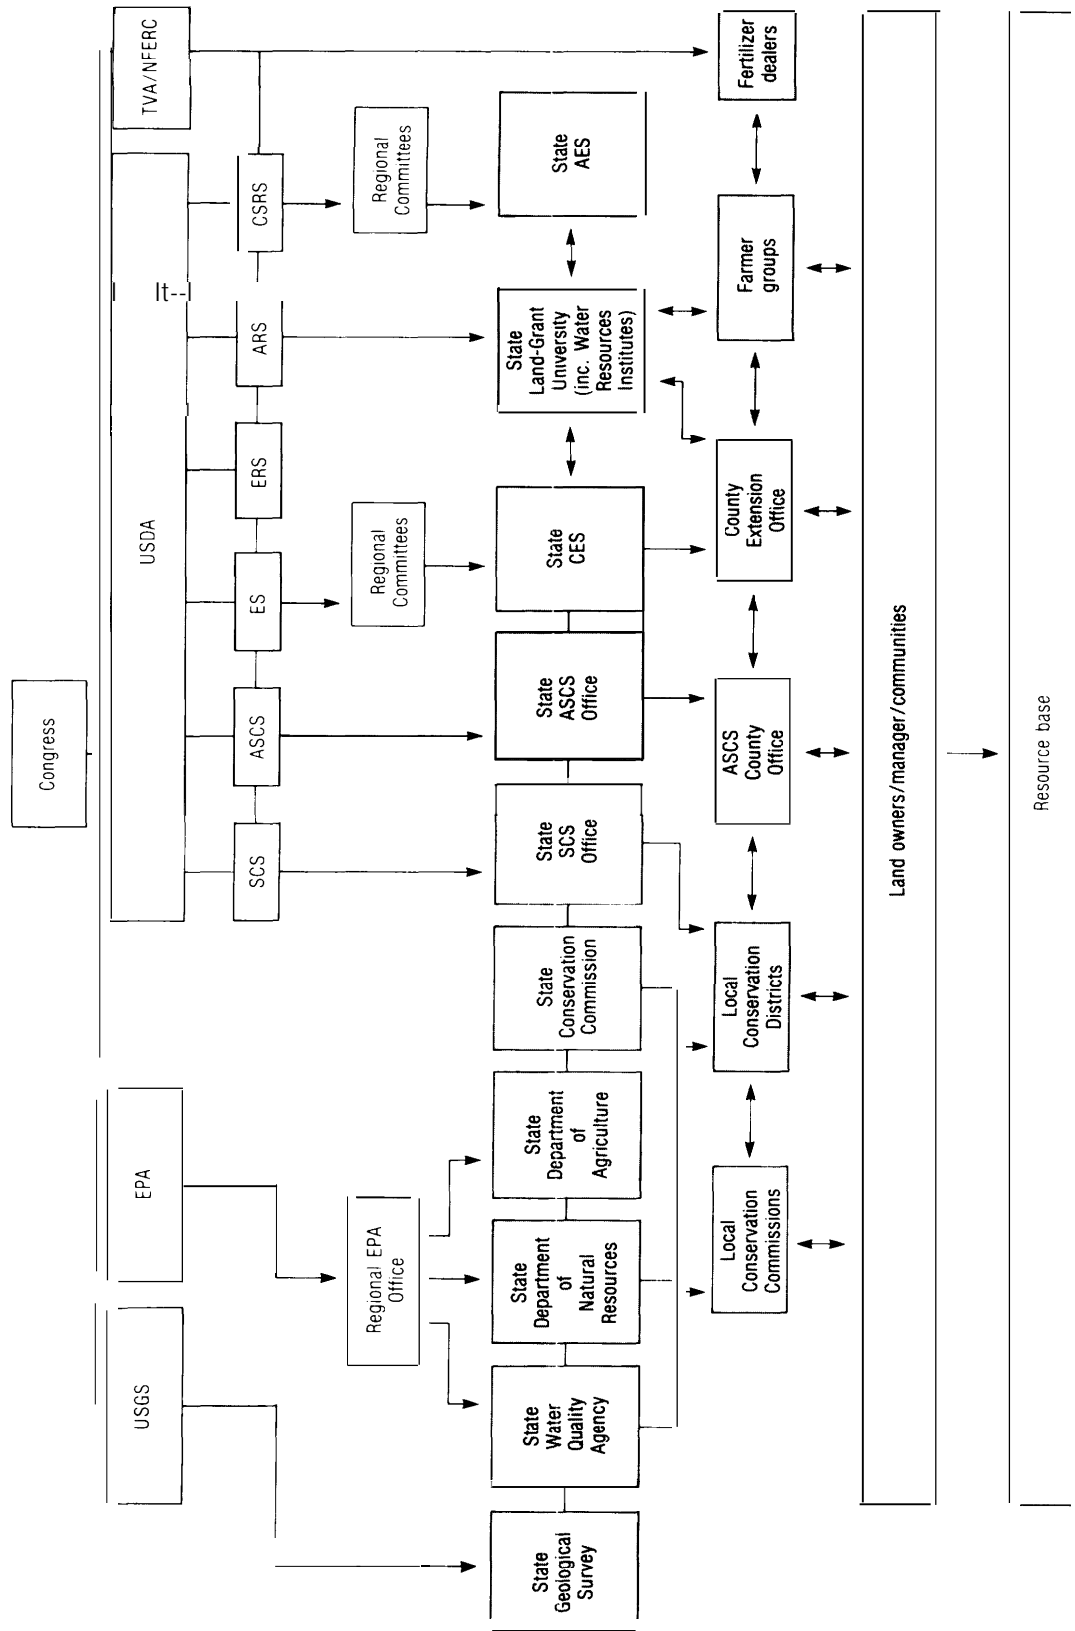 Congress
USGS
EPA
USDA
TVA/NFERC
SCS
ASCS
ES
ERS
ARS
CSRS
It--
Regional EPA
Office
Regional
Committees
Regional
Committees
State
Geological
Survey
State
Water
Quality
Agency
State
Department
of
Natural
Resources
State
Department
of
Agriculture
State
Conservation
Commission
State
SCS
Office
State
ASCS
Office
State
CES
State
Land-Grant
University
(inc. Water
Resources
Institutes)
State
AES
Local
Conservation
Commissions
Local
Conservation
Districts
ASCS
County
Office
County
Extension
Office
Farmer
groups
Fertilizer
dealers
Land owners/manager/communities
Resource base